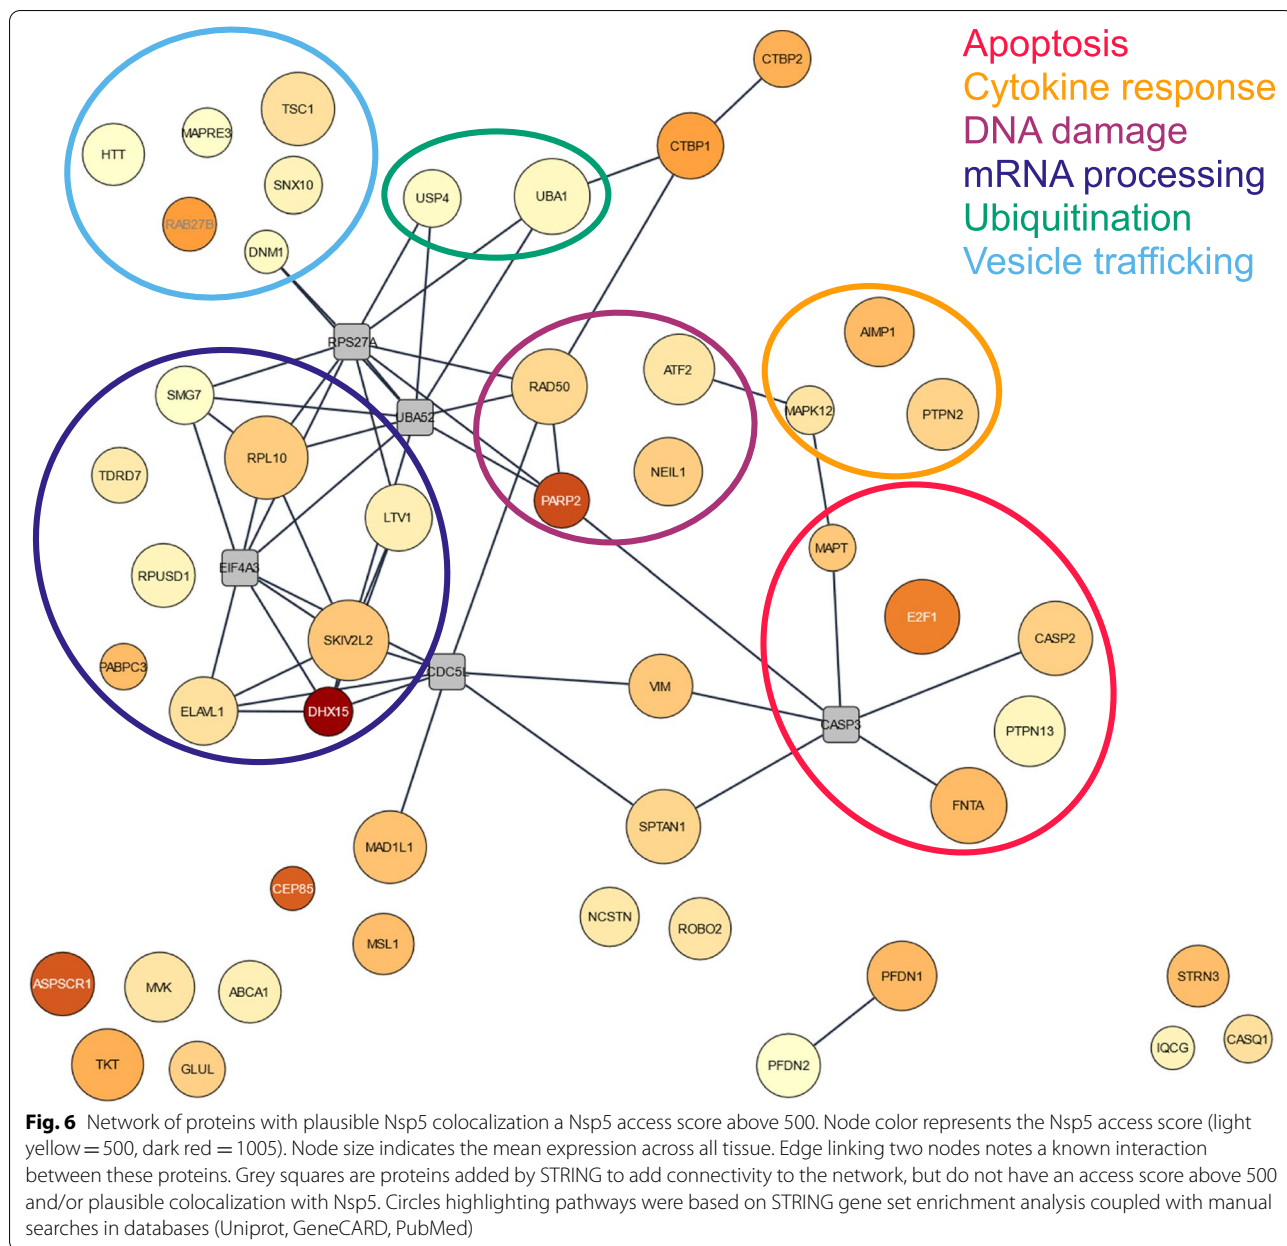 CTBP2
Apoptosis
Cytokine response
DNA damage
mRNA processing
Ubiquitination
Vesicle trafficking
TSC1
MAPRE3
HTT
SNX10
RAB27B
DNM1
CTBP1
USP4
UBA1
RPS27A
UBA52
AIMP1
MAPK12
PTPN2
RAD50
ATF2
NEIL1
PARP2
SMG7
RPL10
TDRD7
LTV1
EIF4A3
RPUSD1
SKIV2L2
PABPC3
ELAVL1
DHX15
CDC5L
VIM
MAPT
E2F1
CASP2
CASP3
PTPN13
FNTA
SPTAN1
MAD1L1
CEP85
MSL1
NCSTN
ROBO2
ASPSCR1
MVK
ABCA1
TKT
GLUL
PFDN1
PFDN2
STRN3
IQCG
CASQ1
Fig. 6 Network of proteins with plausible Nsp5 colocalization a Nsp5 access score above 500. Node color represents the Nsp5 access score (light
yellow = 500, dark red = 1005). Node size indicates the mean expression across all tissue. Edge linking two nodes notes a known interaction
between these proteins. Grey squares are proteins added by STRING to add connectivity to the network, but do not have an access score above 500
and/or plausible colocalization with Nsp5. Circles highlighting pathways were based on STRING gene set enrichment analysis coupled with manual
searches in databases (Uniprot, GeneCARD, PubMed)